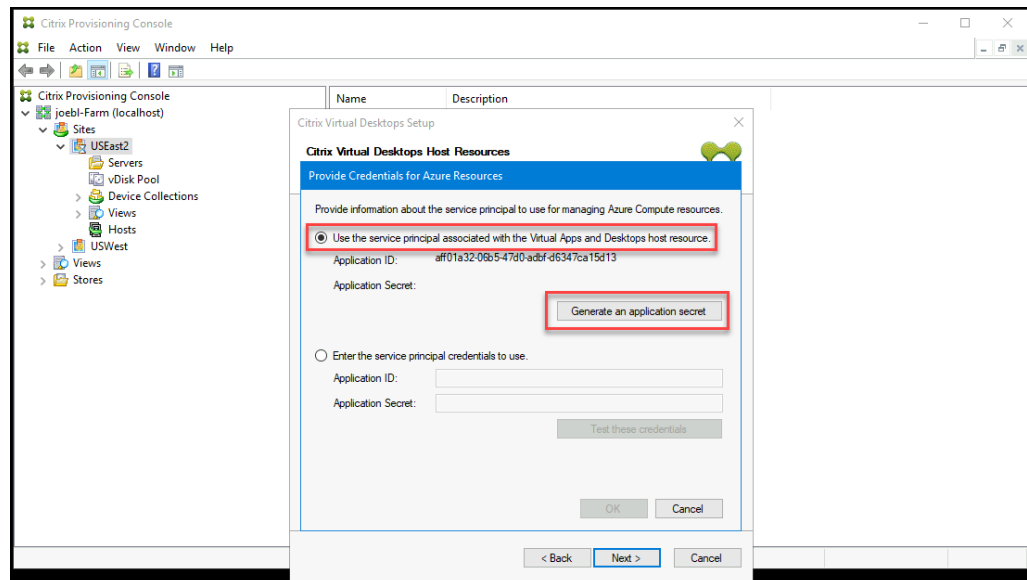 Citrix Provisioning Console
File Action View Window Help
Citrix Provisioning Console
joebl-Farm (localhost)
Sites
USEast2
Servers
vDisk Pool
Device Collections
Views
Hosts
USWest
Views
Stores
Name Description
Citrix Virtual Desktops Setup
Citrix Virtual Desktops Host Resources
Provide Credentials for Azure Resources
Provide information about the service principal to use for managing Azure Compute resources.
Use the service principal associated with the Virtual Apps and Desktops host resource.
Application ID: aff01a32-06b5-47d0-adbf-d6347ca15d13
Application Secret:
Generate an application secret
Enter the service principal credentials to use.
Application ID:
Application Secret:
Test these credentials
OK Cancel
< Back Next > Cancel